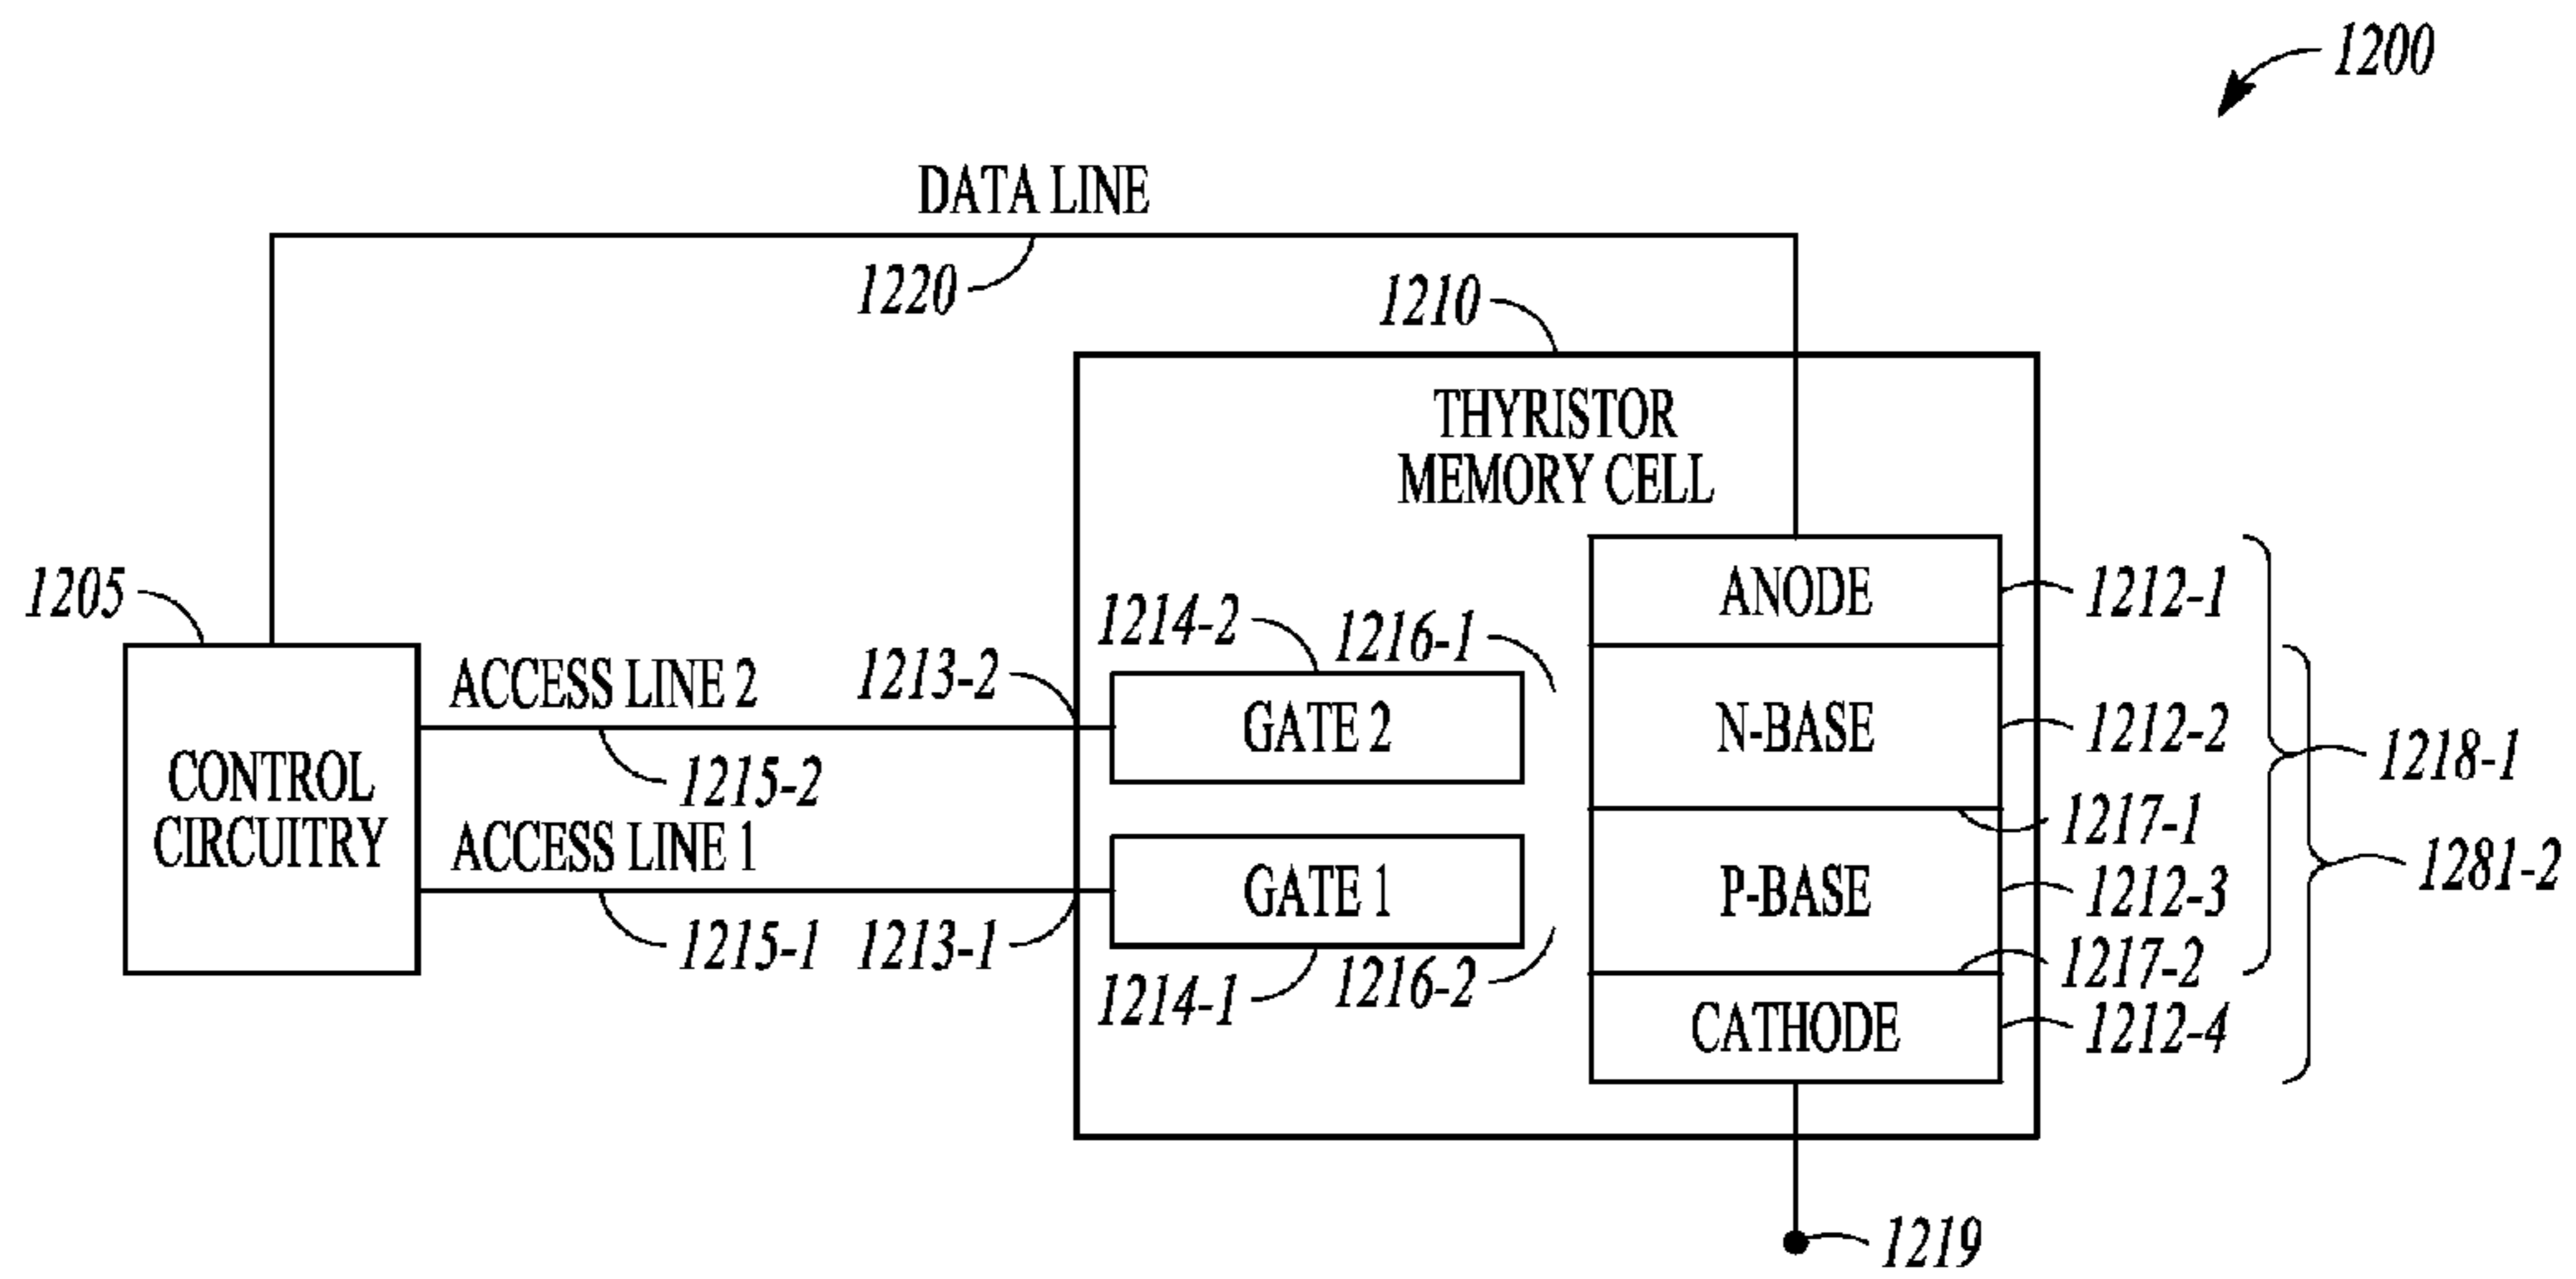 1200
DATA LINE
1220
1210
THYRISTOR
MEMORY CELL
1205
CONTROL
CIRCUITRY
ACCESS LINE 2
1215-2
1213-2
ACCESS LINE 1
1215-1
1213-1
1214-2
GATE 2
1216-1
GATE 1
1214-1
1216-2
ANODE
1212-1
N-BASE
1212-2
1217-1
P-BASE
1212-3
1217-2
CATHODE
1212-4
1218-1
1281-2
1219